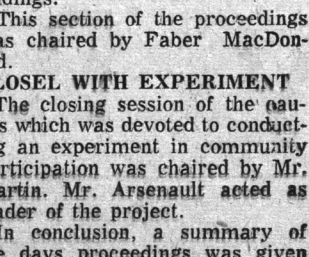 dings.
This section of the proceedings
as chaired by Faber MacDon-
d.
LOSEL WITH EXPERIMENT
The closing session of the cau-
s which was devoted to conduct-
g an experiment in community
rticipation was chaired by Mr.
artin. Mr. Arsenault acted as
ader of the project.
In conclusion, a summary of
e days proceedings was given